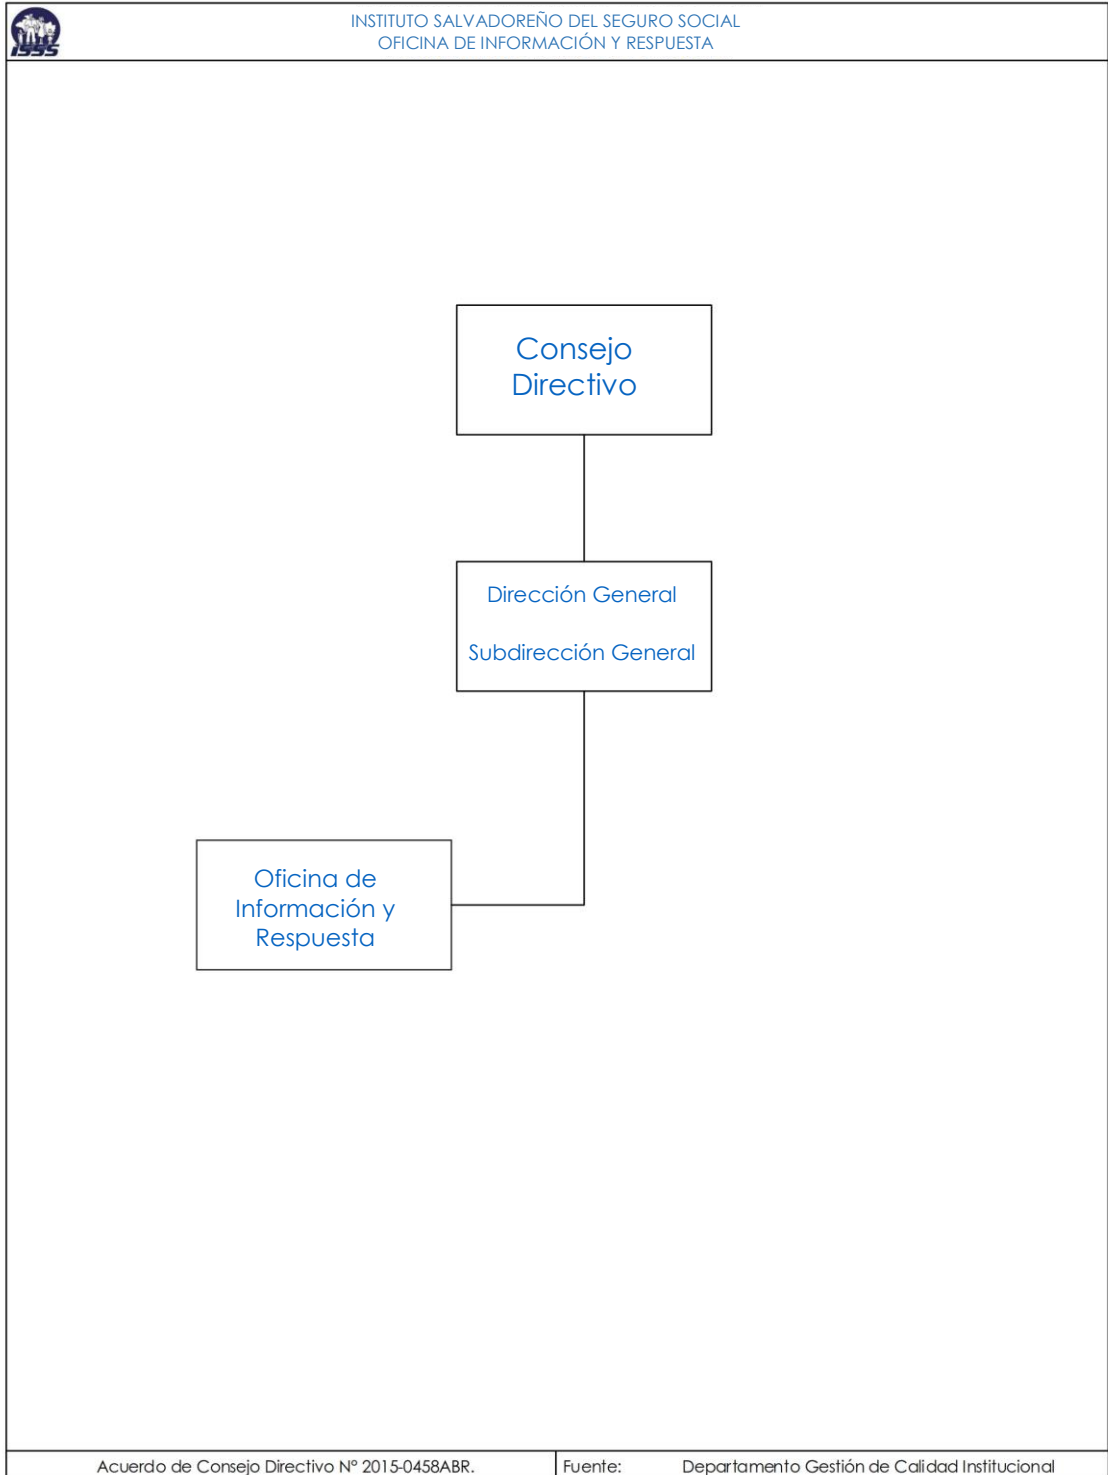 ISSS
INSTITUTO SALVADOREÑO DEL SEGURO SOCIAL
OFICINA DE INFORMACIÓN Y RESPUESTA
Consejo
Directivo
Dirección General
Subdirección General
Oficina de
Información y
Respuesta
Acuerdo de Consejo Directivo N° 2015-0458ABR.
Fuente: Departamento Gestión de Calidad Institucional